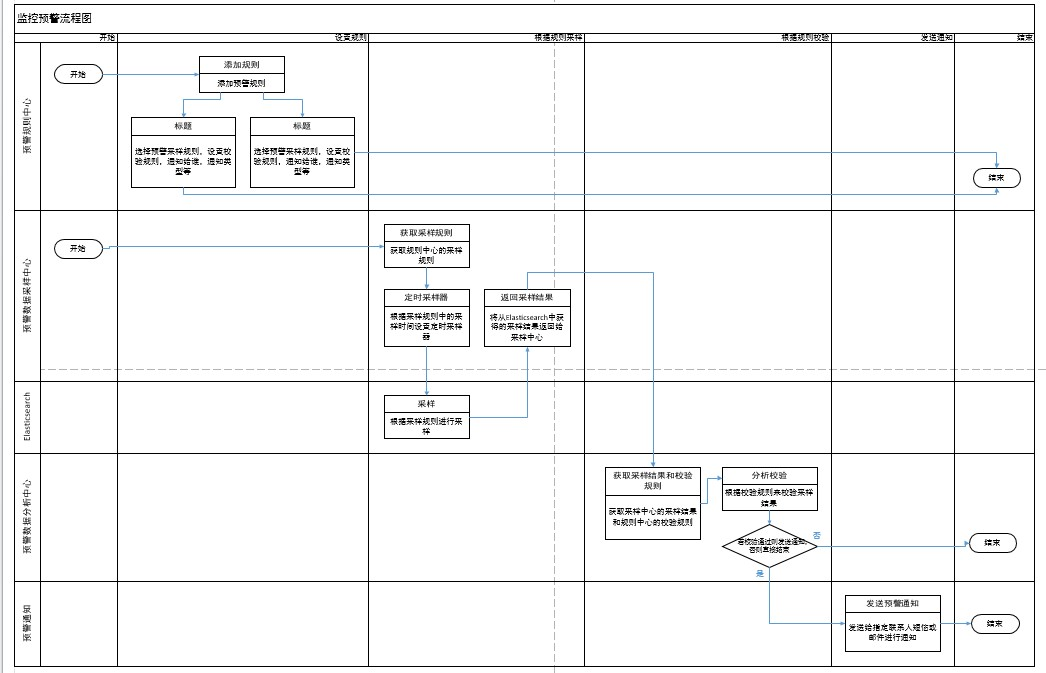 监控预警流程图
开始
设置规则
根据规则采样
根据规则校验
发送通知
结束
预警规则中心
开始
添加规则
添加预警规则
标题
选择预警采样规则，设置校
验规则，通知给谁，通知类
型等
标题
选择预警采样规则，设置校
验规则，通知给谁，通知类
型等
结束
预警数据采样中心
开始
获取采样规则
获取规则中心的采样
规则
定时采样器
根据采样规则中的采
样时间设置定时采样
器
返回采样结果
将从Elasticsearch中获
得的采样结果返回给
采样中心
Elasticsearch
采样
根据采样规则进行采
样
预警数据分析中心
获取采样结果和校验
规则
获取采样中心的采样结果
和规则中心的校验规则
分析校验
根据校验规则来校验采样
结果
若校验通过则发送通知，
否则直接结束
否
是
结束
预警通知
发送预警通知
发送给指定联系人短信或
邮件进行通知
结束